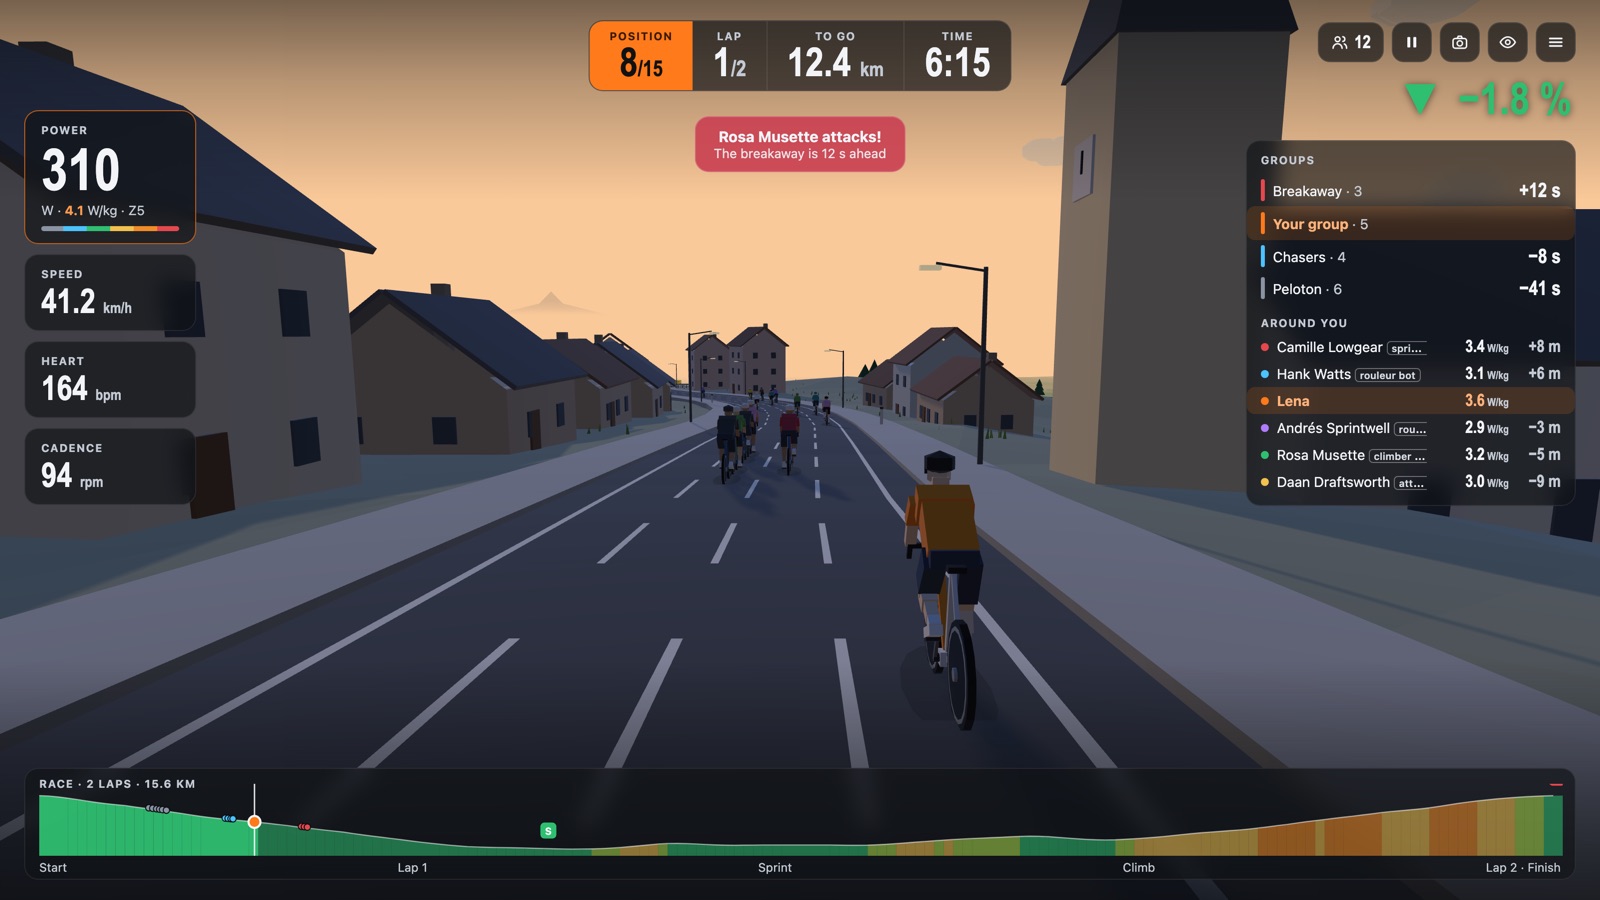 POSITION
8/15
LAP
1/2
TO GO
12.4 km
TIME
6:15
12
−1.8 %
Rosa Musette attacks!
The breakaway is 12 s ahead
POWER
310
W · 4.1 W/kg · Z5
SPEED
41.2 km/h
HEART
164 bpm
CADENCE
94 rpm
GROUPS
Breakaway · 3 +12 s
Your group · 5
Chasers · 4 −8 s
Peloton · 6 −41 s
AROUND YOU
Camille Lowgear spri... 3.4 W/kg +8 m
Hank Watts rouleur bot 3.1 W/kg +6 m
Lena 3.6 W/kg
Andrés Sprintwell rou... 2.9 W/kg −3 m
Rosa Musette climber ... 3.2 W/kg −5 m
Daan Draftsworth att... 3.0 W/kg −9 m
RACE · 2 LAPS · 15.6 KM
S
Start Lap 1 Sprint Climb Lap 2 · Finish